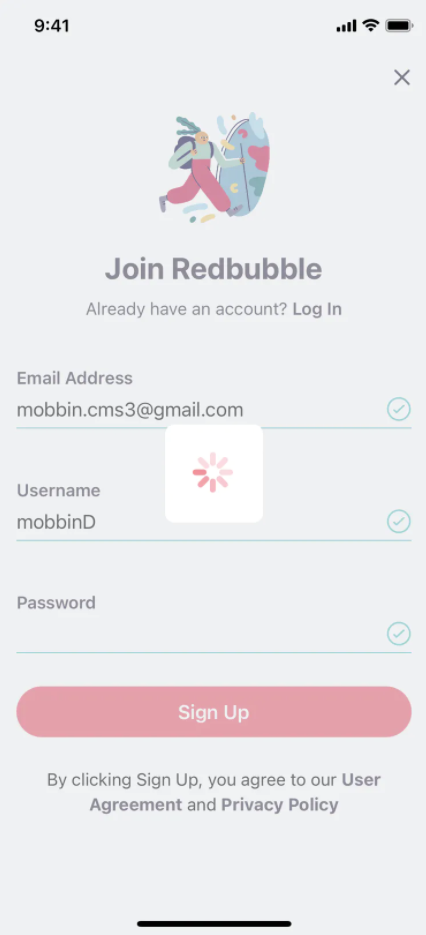 9:41
Join Redbubble
Already have an account? Log In
Email Address
mobbin.cms3@gmail.com
Username
mobbinD
Password
Sign Up
By clicking Sign Up, you agree to our User
Agreement and Privacy Policy